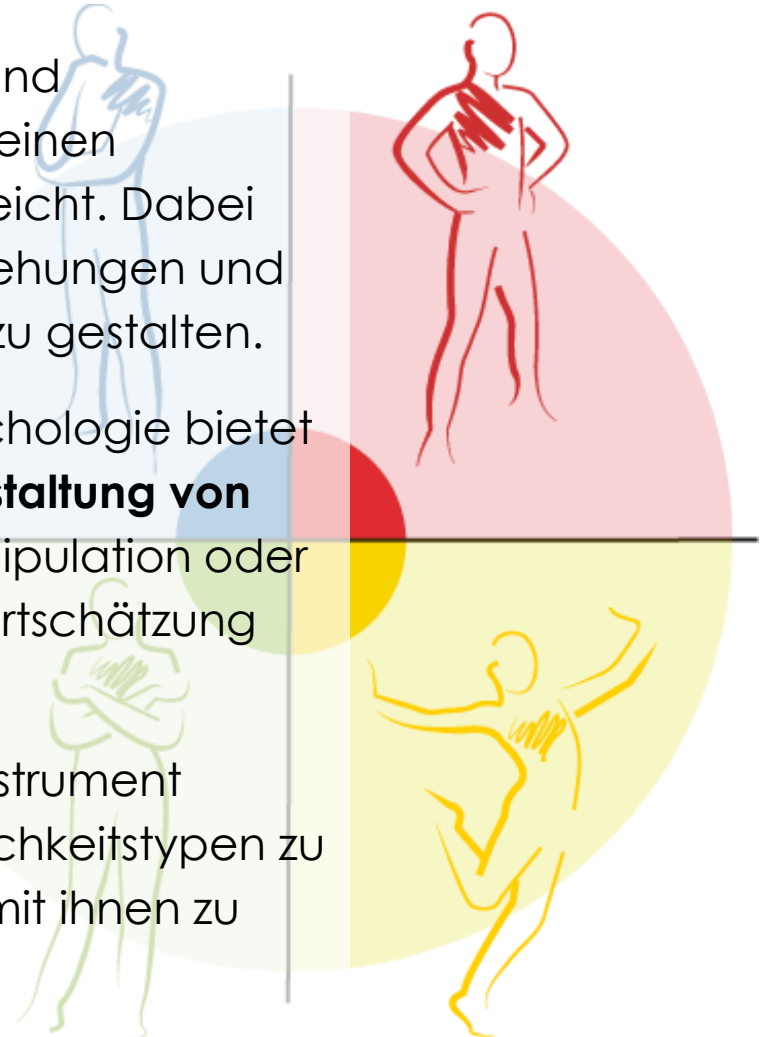 nd
einen
eicht. Dabei
ehungen und
zu gestalten.
chologie bietet
staltung von
nipulation oder
rtschätzung
strument
chkeitstypen zu
mit ihnen zu